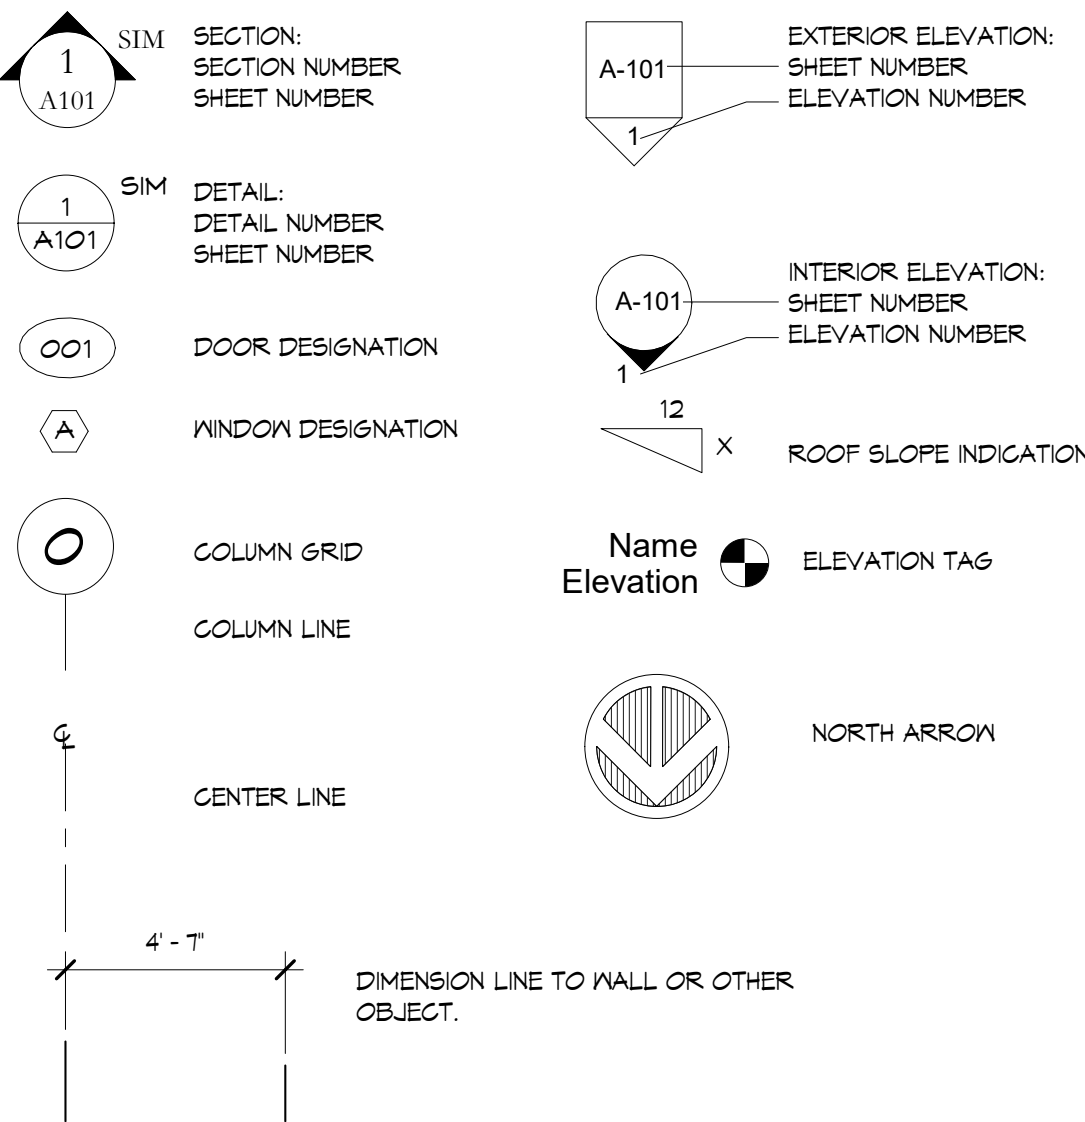 SIM
1
A101
SECTION:
SECTION NUMBER
SHEET NUMBER
A-101
1
EXTERIOR ELEVATION:
SHEET NUMBER
ELEVATION NUMBER
SIM
1
A101
DETAIL:
DETAIL NUMBER
SHEET NUMBER
A-101
1
INTERIOR ELEVATION:
SHEET NUMBER
ELEVATION NUMBER
001
DOOR DESIGNATION
A
WINDOW DESIGNATION
12
X
ROOF SLOPE INDICATION
O
COLUMN GRID
Name
Elevation
ELEVATION TAG
COLUMN LINE
NORTH ARROW
℄
CENTER LINE
4' - 7"
DIMENSION LINE TO WALL OR OTHER
OBJECT.